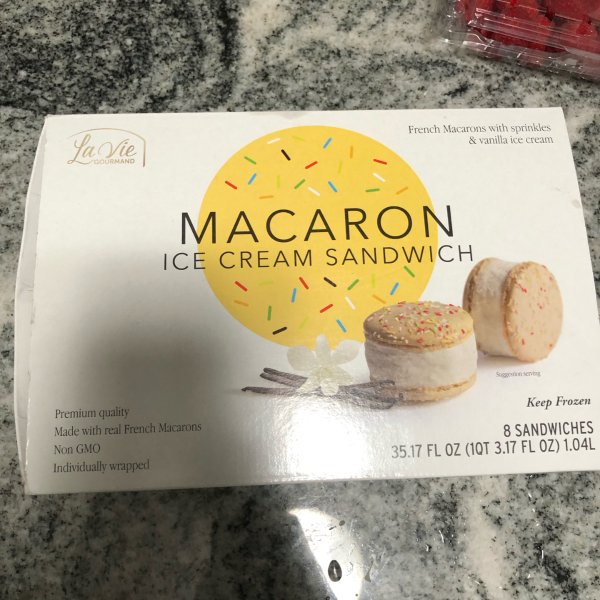 La Vie
GOURMAND
French Macarons with sprinkles
& vanilla ice cream
MACARON
ICE CREAM SANDWICH
Suggestion serving
Keep Frozen
Premium quality
Made with real French Macarons
Non GMO
Individually wrapped
8 SANDWICHES
35.17 FL OZ (1QT 3.17 FL OZ) 1.04L